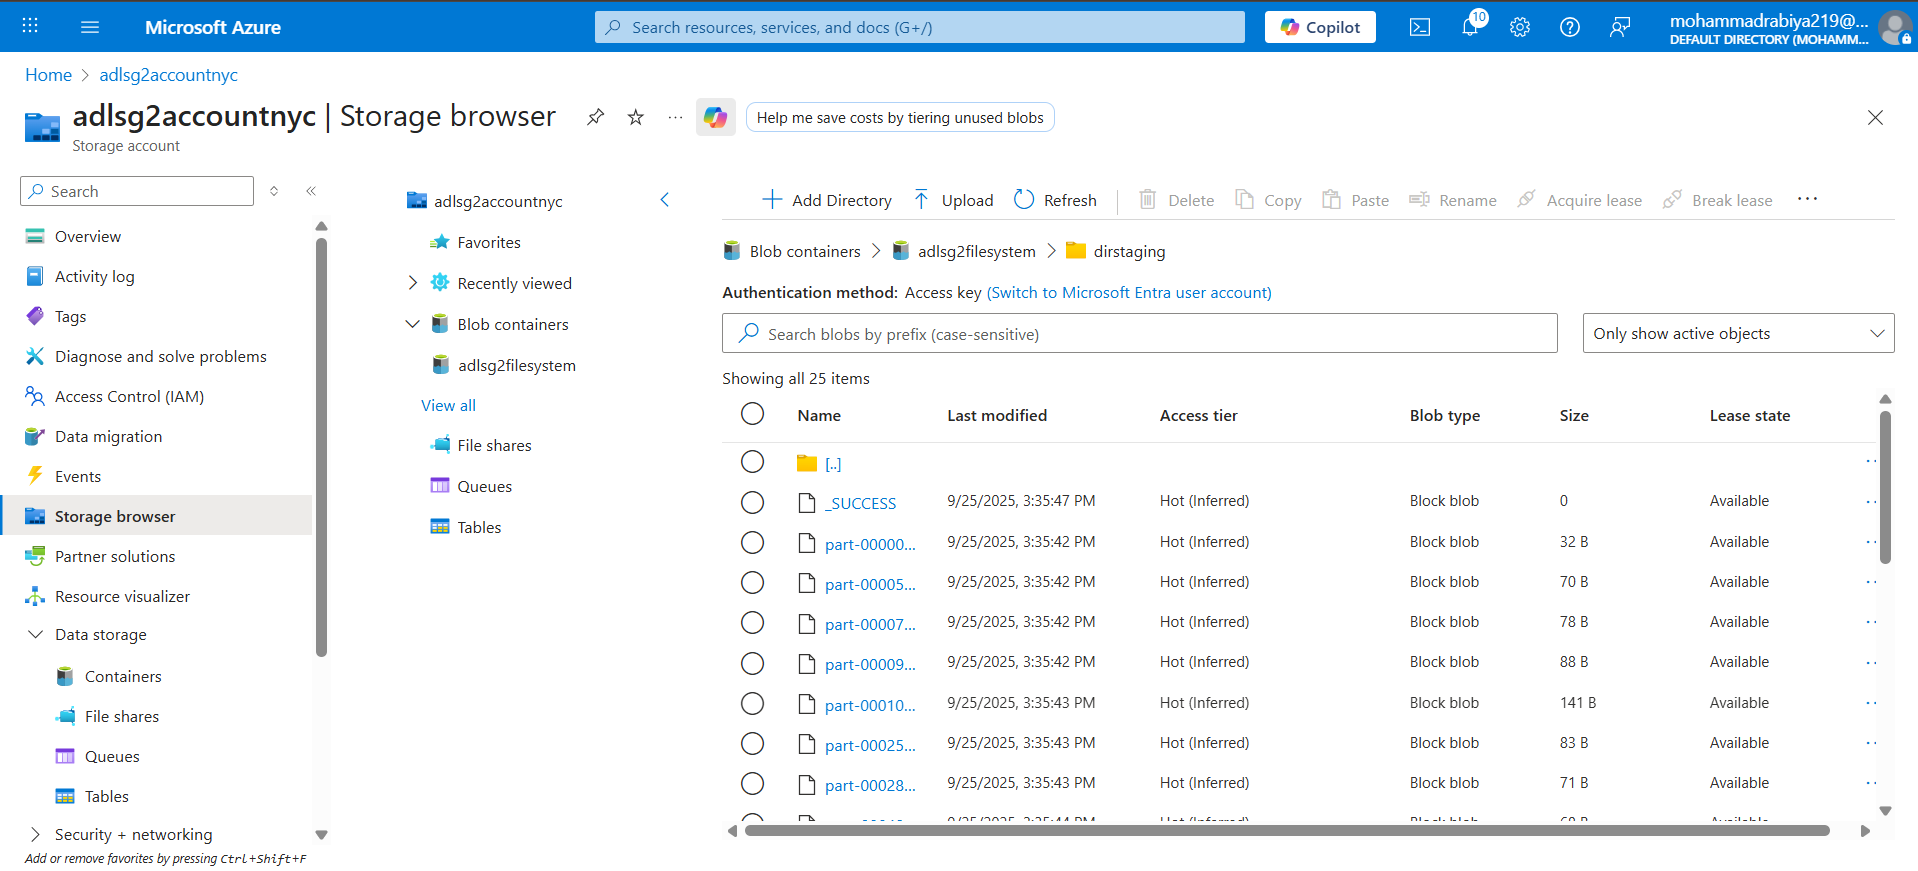 Microsoft Azure
Search resources, services, and docs (G+/)
Copilot
10
mohammadrabiya219@...
DEFAULT DIRECTORY (MOHAMM...
Home
adlsg2accountnyc
adlsg2accountnyc | Storage browser
...
Help me save costs by tiering unused blobs
Storage account
Search
Overview
Activity log
Tags
Diagnose and solve problems
Access Control (IAM)
Data migration
Events
Storage browser
Partner solutions
Resource visualizer
Data storage
Containers
File shares
Queues
Tables
Security + networking
Add or remove favorites by pressing Ctrl+Shift+F
adlsg2accountnyc
Favorites
Recently viewed
Blob containers
adlsg2filesystem
View all
File shares
Queues
Tables
Add Directory Upload Refresh Delete Copy Paste Rename Acquire lease Break lease ...
Blob containers > adlsg2filesystem > dirstaging
Authentication method: Access key (Switch to Microsoft Entra user account)
Search blobs by prefix (case-sensitive)
Only show active objects
Showing all 25 items
Name Last modified Access tier Blob type Size Lease state
[..]
_SUCCESS 9/25/2025, 3:35:47 PM Hot (Inferred) Block blob 0 Available
part-00000... 9/25/2025, 3:35:42 PM Hot (Inferred) Block blob 32 B Available
part-00005... 9/25/2025, 3:35:42 PM Hot (Inferred) Block blob 70 B Available
part-00007... 9/25/2025, 3:35:42 PM Hot (Inferred) Block blob 78 B Available
part-00009... 9/25/2025, 3:35:42 PM Hot (Inferred) Block blob 88 B Available
part-00010... 9/25/2025, 3:35:43 PM Hot (Inferred) Block blob 141 B Available
part-00025... 9/25/2025, 3:35:43 PM Hot (Inferred) Block blob 83 B Available
part-00028... 9/25/2025, 3:35:43 PM Hot (Inferred) Block blob 71 B Available